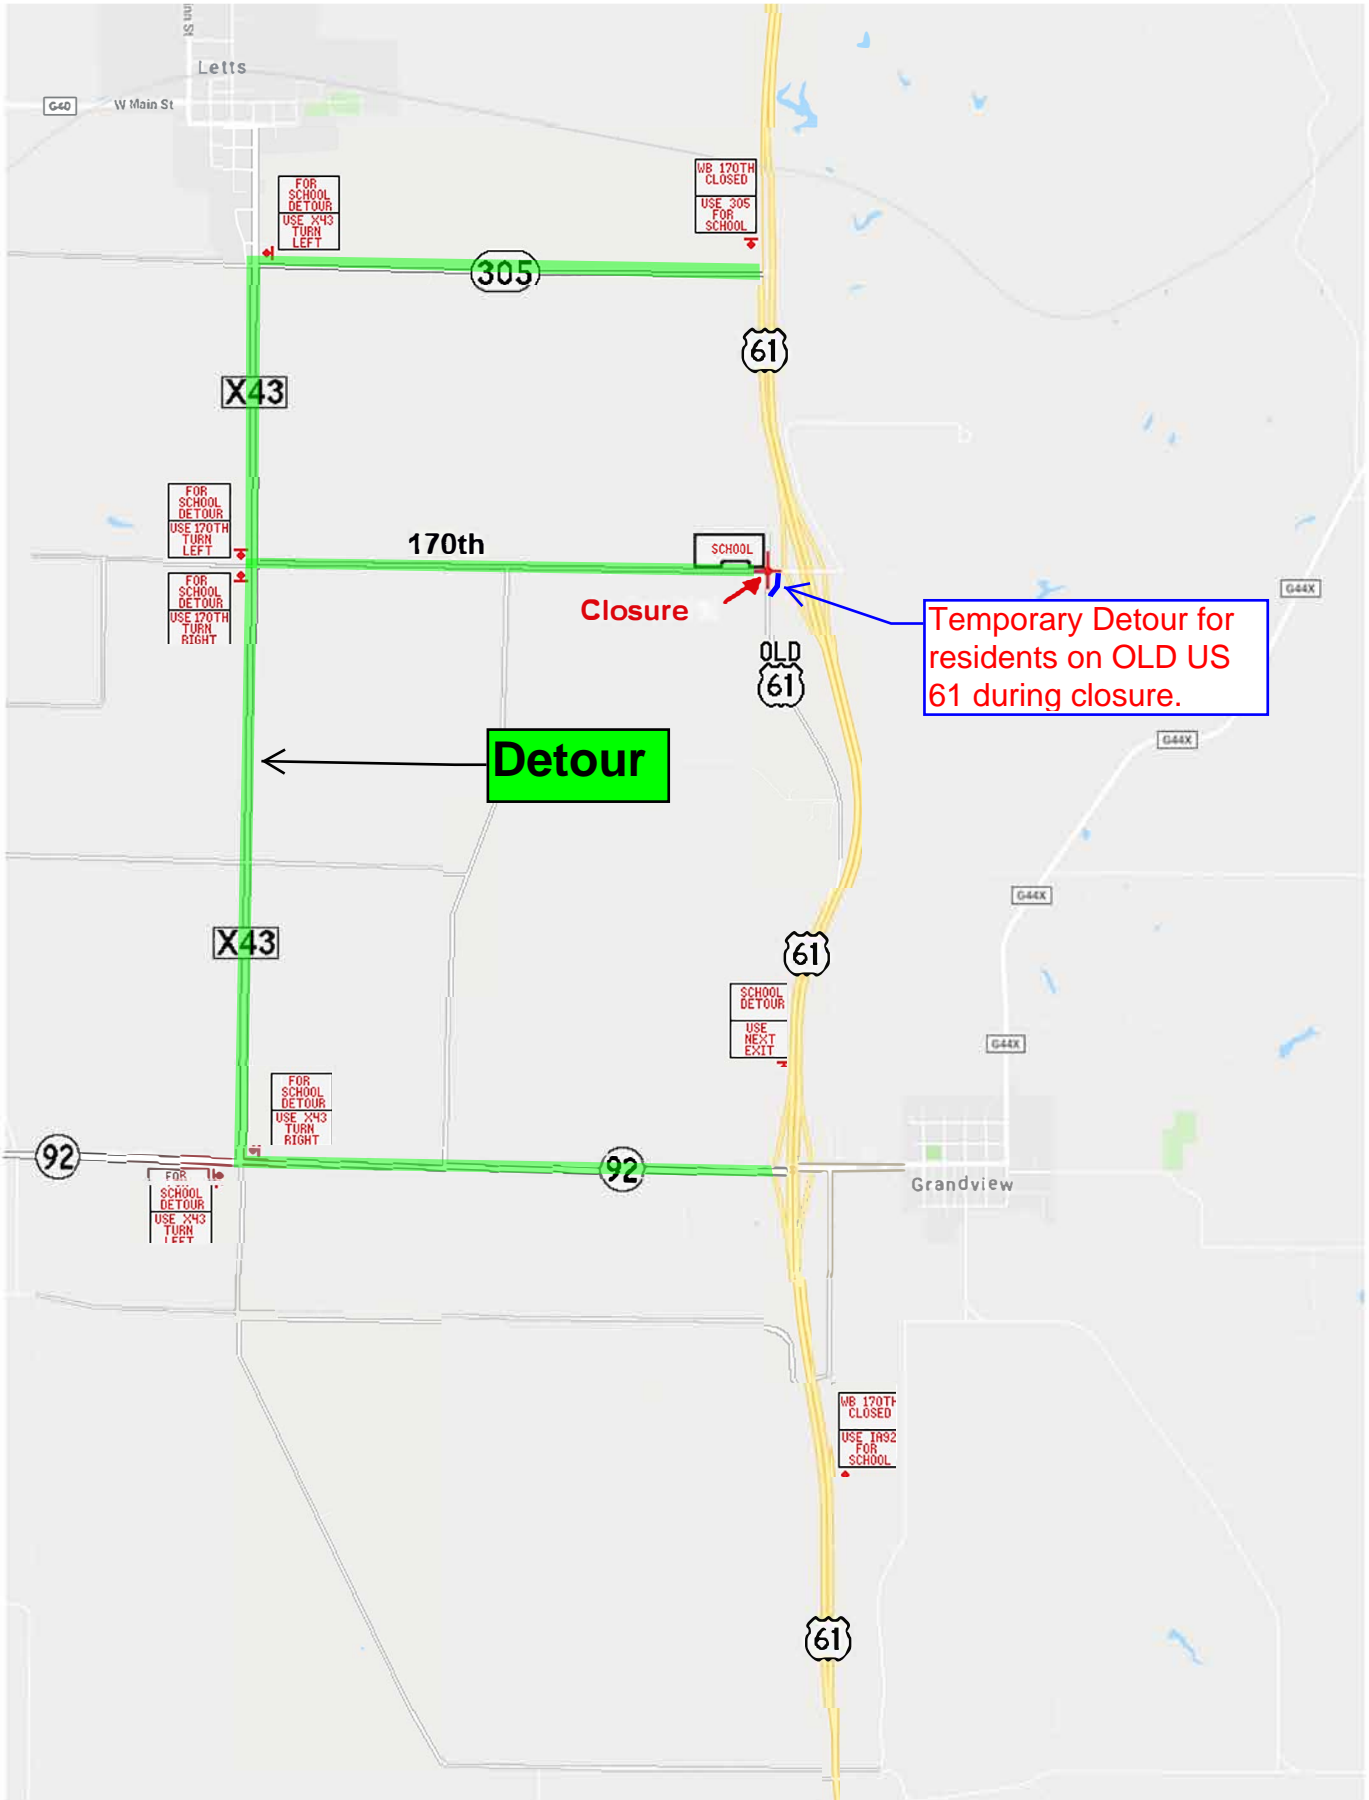 inn St
Letts
G40
W Main St
WB 170TH
CLOSED
USE 305
FOR
SCHOOL
FOR
SCHOOL
DETOUR
USE X43
TURN
LEFT
305
61
X43
FOR
SCHOOL
DETOUR
USE 170TH
TURN
LEFT
170th
SCHOOL
FOR
SCHOOL
DETOUR
USE 170TH
TURN
RIGHT
Closure
G44X
Temporary Detour for
residents on OLD US
61 during closure.
OLD
61
Detour
G44X
G44X
X43
61
SCHOOL
DETOUR
USE
NEXT
EXIT
G44X
FOR
SCHOOL
DETOUR
USE X43
TURN
RIGHT
92
92
Grandview
FOR
SCHOOL
DETOUR
USE X43
TURN
LEFT
WB 170TH
CLOSED
USE IA92
FOR
SCHOOL
61